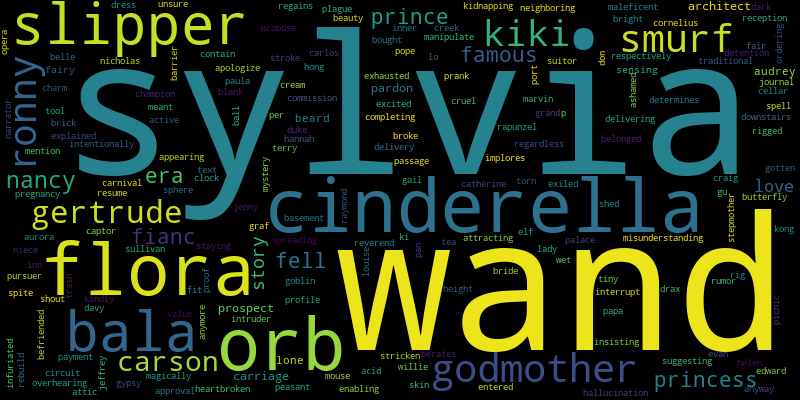 opera slipper dress unsure regains plague beauty prince kiki kidnapping neighboring maleficent dark architect reception
bought inner creek propose manipulate bright cornelius smurf fair ordering
nicholas barrier contain stroke carlos pope famous suitor don respectively traditional detention
belle fairy apologize hong lo port sensing audrey journal
ronny charm paula cream exhausted prank ashamed cellar
narrator tool champion blank commission pardon cruel marvin determines spell
sylvia
brick meant ball per duke excited rapunzel grand p delivering downstairs
explained active beard hannah completing regardless belonged rigged
mention intentionally terry broke delivery passage implores
appearing text clock mystery gail catherine torn exiled craig gotten
nancy carnival era sphere jenny raymond cinderella shed gu love
pregnancy resume butterfly
gertrude basement stepmother
captor fianc graf spreading ki reverend tea attracting elf palace misunderstanding kong
aurora sullivan staying story louise pan lady wet
niece inn flora proof fell bride tiny rumor rig
pursuer trash fit goblin height interrupt drax
spite kindly profile wand papa picnic
shout davy value prospect
befriended bala anymore intruder orb insisting
infuriated rebuild payment jeffrey carson lone stricken berates godmother evan helen
circuit gypsy carriage mouse acid willie suggesting edward
overhearing magically peasant enabling skin entered princess anyway
attic approval heartbroken hallucination